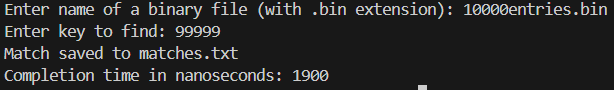 Enter name of a binary file (with .bin extension): 10000entries.bin
Enter key to find: 99999
Match saved to matches.txt
Completion time in nanoseconds: 1900